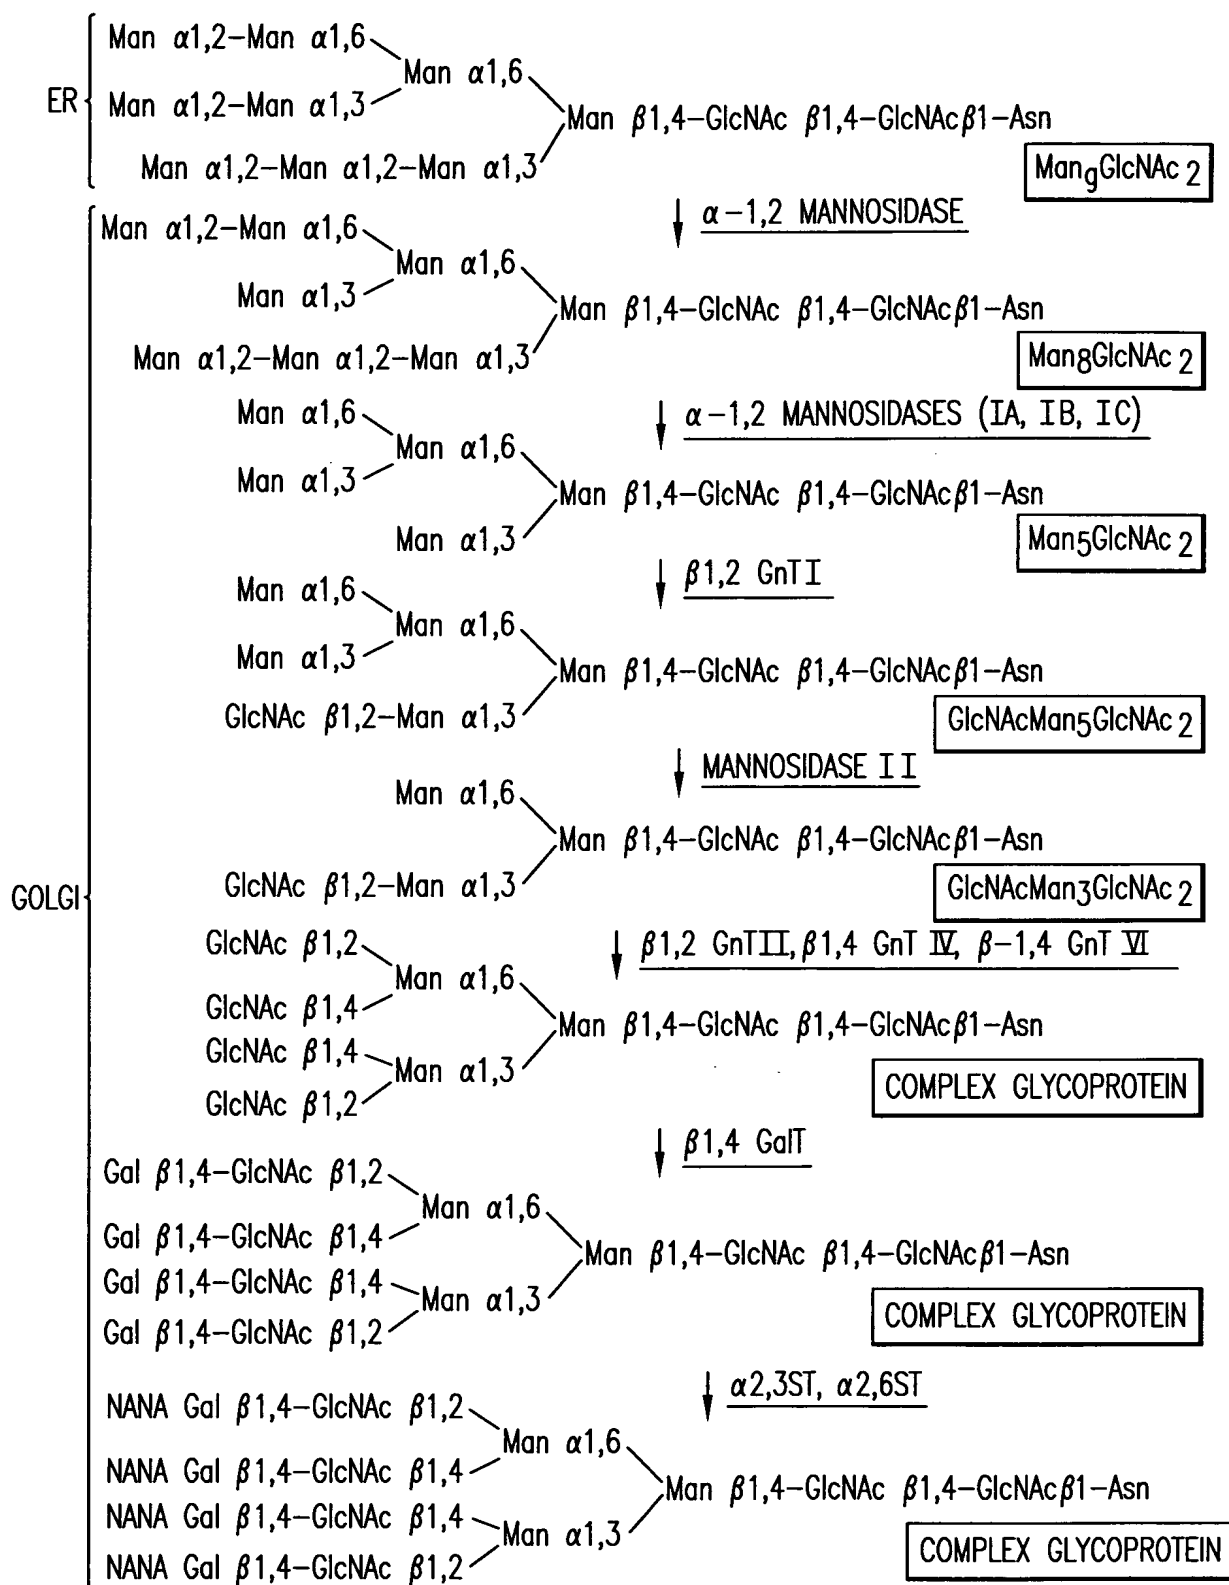 Man α1,2–Man α1,6
Man α1,6
ER
Man α1,2–Man α1,3
Man β1,4–GlcNAc β1,4–GlcNAcβ1–Asn
Man α1,2–Man α1,2–Man α1,3
Man9GlcNAc2
α–1,2 MANNOSIDASE
Man α1,2–Man α1,6
Man α1,6
Man α1,3
Man β1,4–GlcNAc β1,4–GlcNAcβ1–Asn
Man α1,2–Man α1,2–Man α1,3
Man8GlcNAc2
α–1,2 MANNOSIDASES (IA, IB, IC)
Man α1,6
Man α1,6
Man α1,3
Man β1,4–GlcNAc β1,4–GlcNAcβ1–Asn
Man α1,3
Man5GlcNAc2
β1,2 GnTI
Man α1,6
Man α1,6
Man α1,3
Man β1,4–GlcNAc β1,4–GlcNAcβ1–Asn
GlcNAc β1,2–Man α1,3
GlcNAcMan5GlcNAc2
MANNOSIDASE II
Man α1,6
Man β1,4–GlcNAc β1,4–GlcNAcβ1–Asn
GlcNAc β1,2–Man α1,3
GlcNAcMan3GlcNAc2
GOLGI
β1,2 GnTII, β1,4 GnT IV, β–1,4 GnT VI
GlcNAc β1,2
Man α1,6
GlcNAc β1,4
Man β1,4–GlcNAc β1,4–GlcNAcβ1–Asn
GlcNAc β1,4
Man α1,3
GlcNAc β1,2
COMPLEX GLYCOPROTEIN
β1,4 GalT
Gal β1,4–GlcNAc β1,2
Man α1,6
Gal β1,4–GlcNAc β1,4
Man β1,4–GlcNAc β1,4–GlcNAcβ1–Asn
Gal β1,4–GlcNAc β1,4
Man α1,3
Gal β1,4–GlcNAc β1,2
COMPLEX GLYCOPROTEIN
α2,3ST, α2,6ST
NANA Gal β1,4–GlcNAc β1,2
Man α1,6
NANA Gal β1,4–GlcNAc β1,4
Man β1,4–GlcNAc β1,4–GlcNAcβ1–Asn
NANA Gal β1,4–GlcNAc β1,4
Man α1,3
NANA Gal β1,4–GlcNAc β1,2
COMPLEX GLYCOPROTEIN